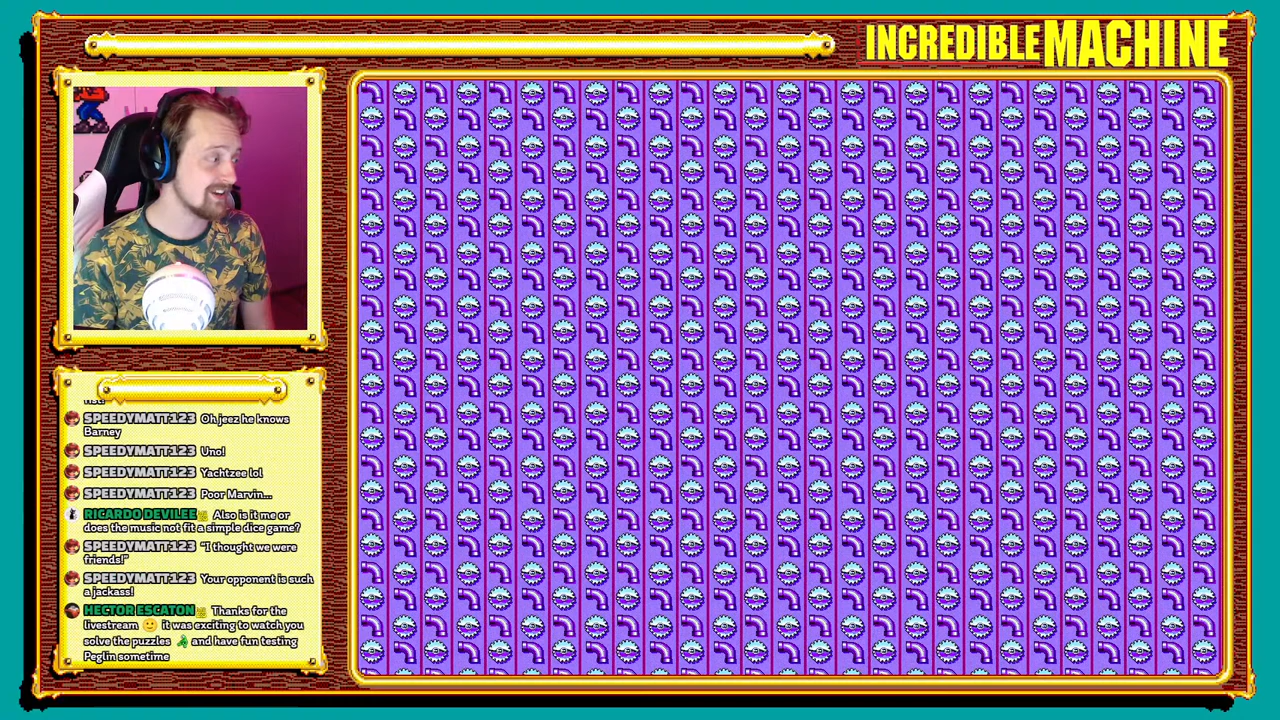 INCREDIBLE MACHINE
SPEEDYMATT123 Oh jeez he knows
Barney
SPEEDYMATT123 Uno!
SPEEDYMATT123 Yachtzee lol
SPEEDYMATT123 Poor Marvin...
RICARDO DEVILEE Also is it me or
does the music not fit a simple dice game?
SPEEDYMATT123 "I thought we were
friends!"
SPEEDYMATT123 Your opponent is such
a jackass!
HECTOR ESCATON Thanks for the
livestream 🙂 it was exciting to watch you
solve the puzzles and have fun testing
Peglin sometime